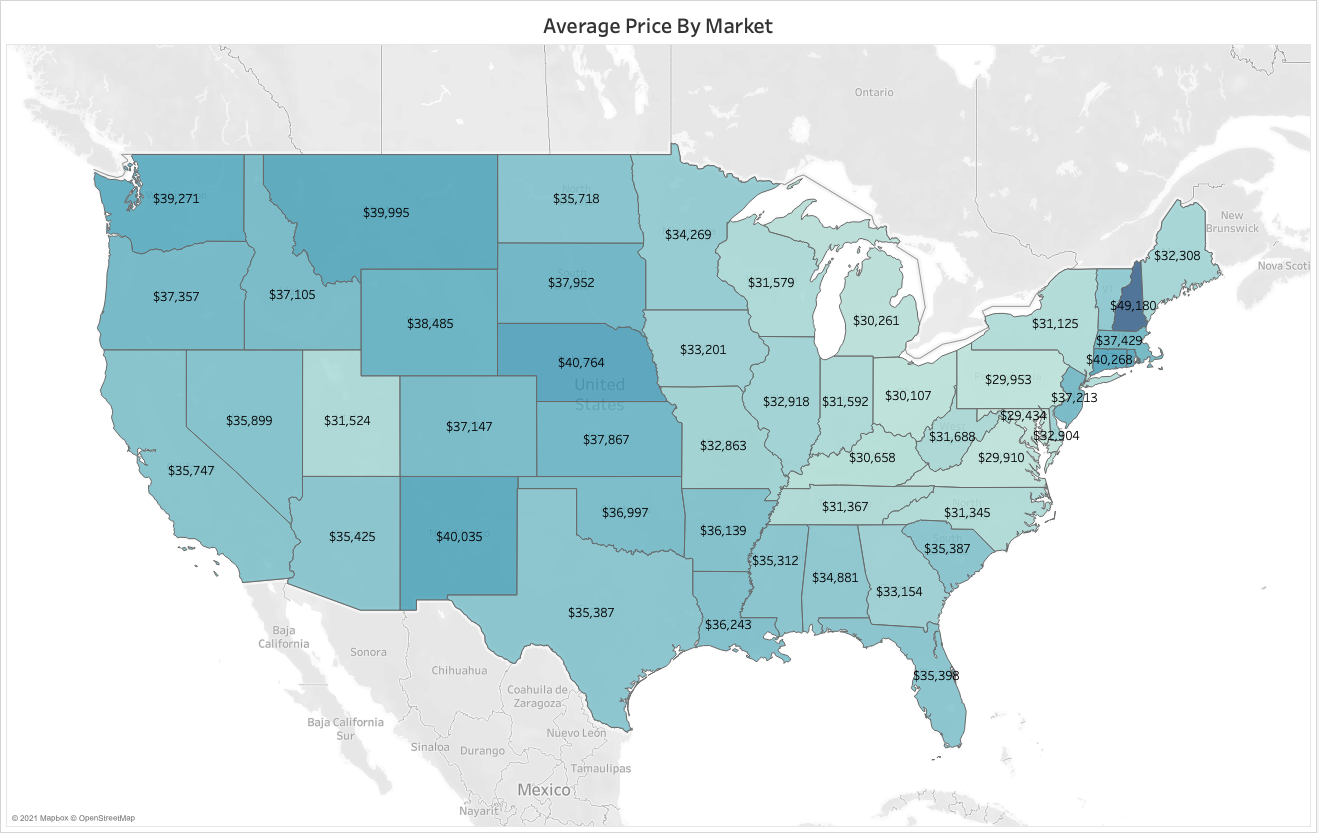 Average Price By Market
Ontario
New
Brunswick
Nova Scoti
$39,271
$39,995
North
$35,718
$34,269
$32,308
$37,357
$37,105
$38,485
South
$37,952
$31,579
$30,261
$31,125
$49,180
$37,429
$40,268
$40,764
United
States
$33,201
$29,953
$37,213
$35,899
$31,524
$37,147
$37,867
$32,863
$32,918
$31,592
$30,107
$29,434
$32,904
West
$31,688
$29,910
$30,658
$35,747
$35,425
$40,035
$36,997
$36,139
$31,367
North
$31,345
South
$35,387
$35,312
$34,881
$33,154
$35,387
$36,243
$35,398
Baja
California
Sonora
Chihuahua
Coahuila de
Zaragoza
Baja California
Sur
Nuevo León
Sinaloa
Durango
Tamaulipas
Mexico
Nayarit
© 2021 Mapbox © OpenStreetMap